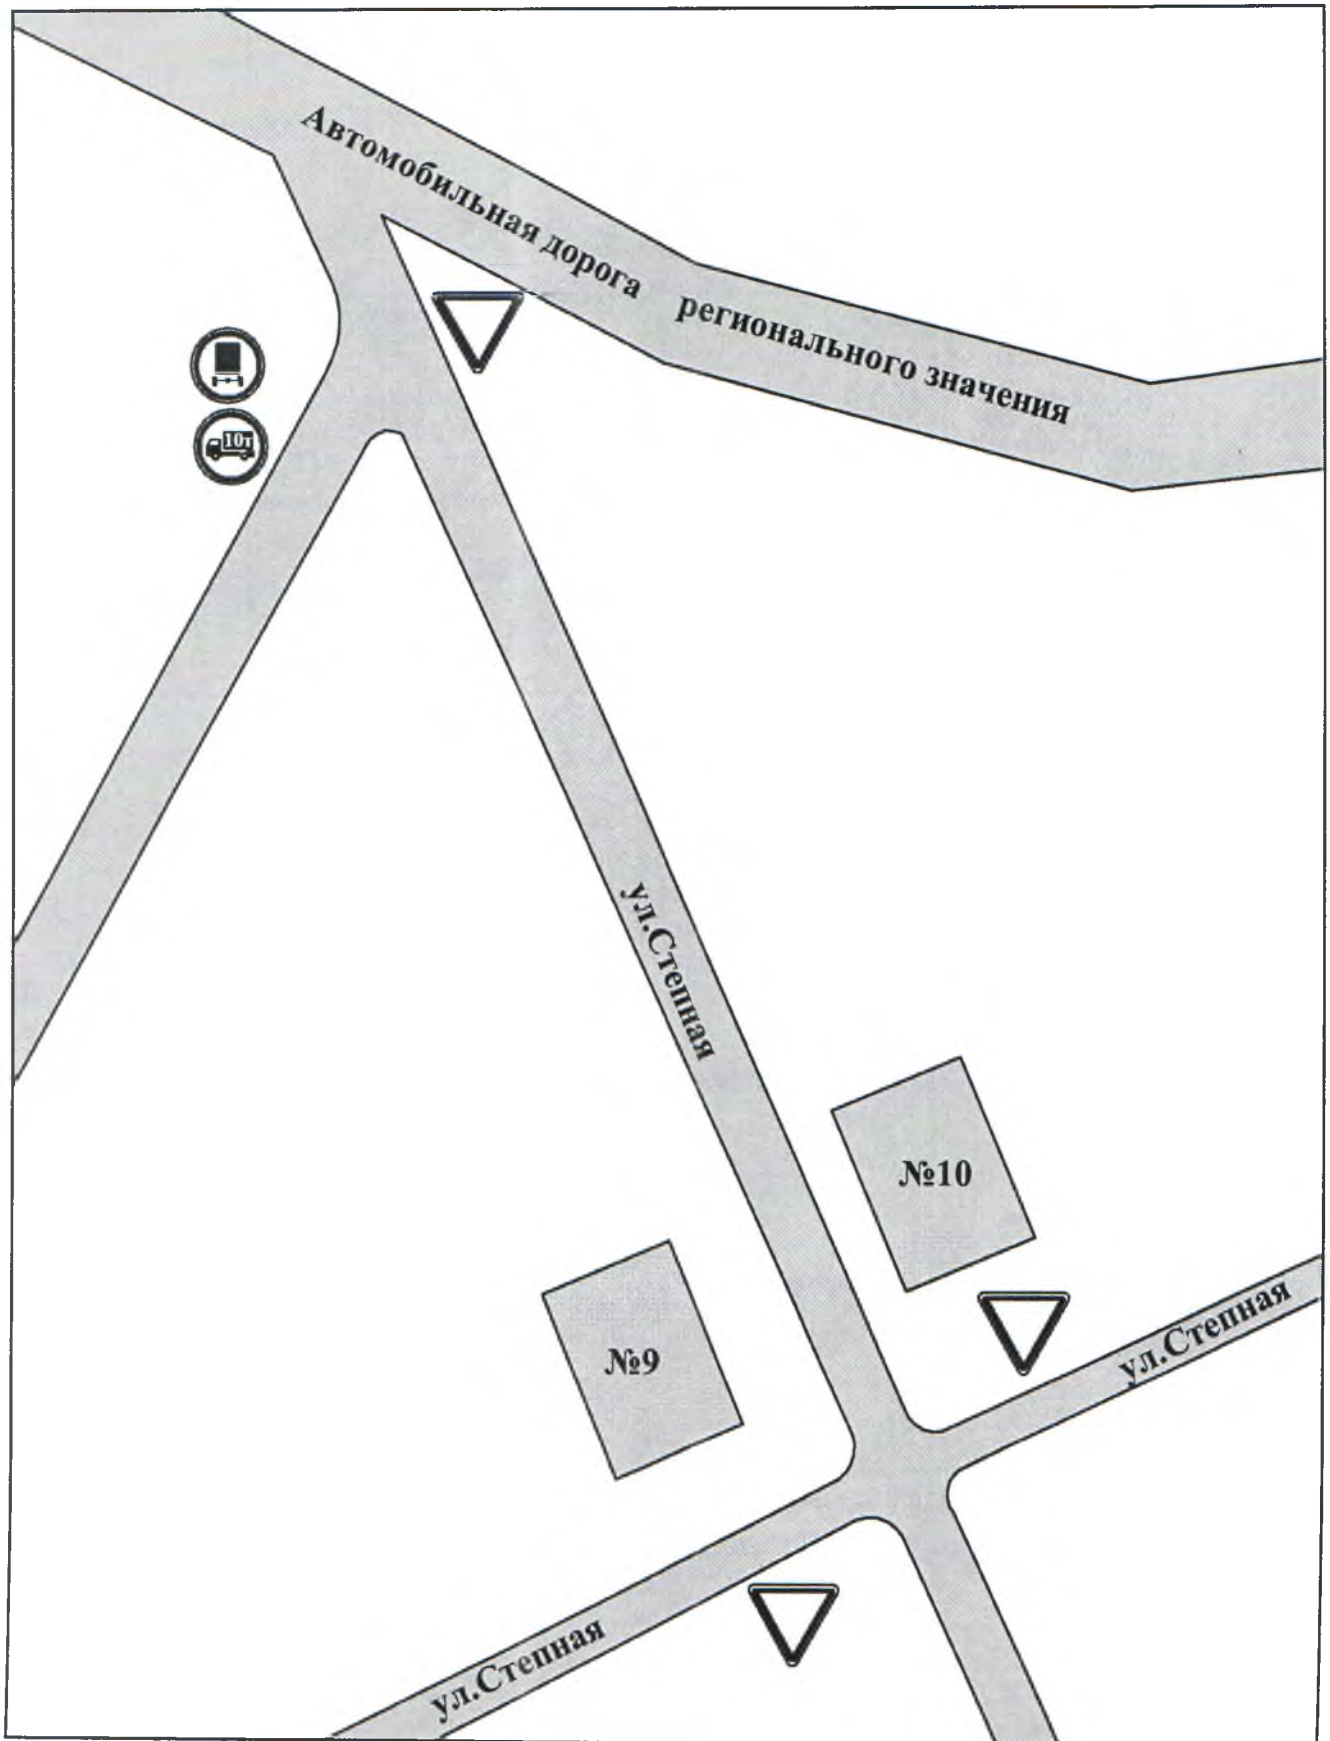 Автомобильная дорога регионального значения
10т
ул.Степная
№10
№9
ул.Степная
ул.Степная